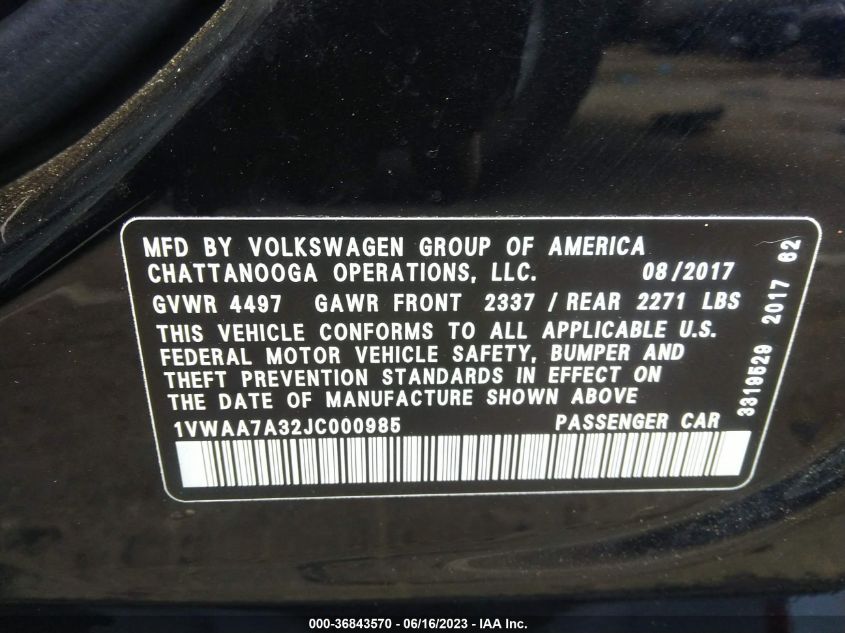 MFD BY VOLKSWAGEN GROUP OF AMERICA
CHATTANOOGA OPERATIONS, LLC. 08/2017
GVWR 4497 GAWR FRONT 2337 / REAR 2271 LBS
THIS VEHICLE CONFORMS TO ALL APPLICABLE U.S.
FEDERAL MOTOR VEHICLE SAFETY, BUMPER AND
THEFT PREVENTION STANDARDS IN EFFECT ON
THE DATE OF MANUFACTURE SHOWN ABOVE
1VWAA7A32JC000985 PASSENGER CAR
3319529 2017 62
000-36843570 - 06/16/2023 - IAA Inc.